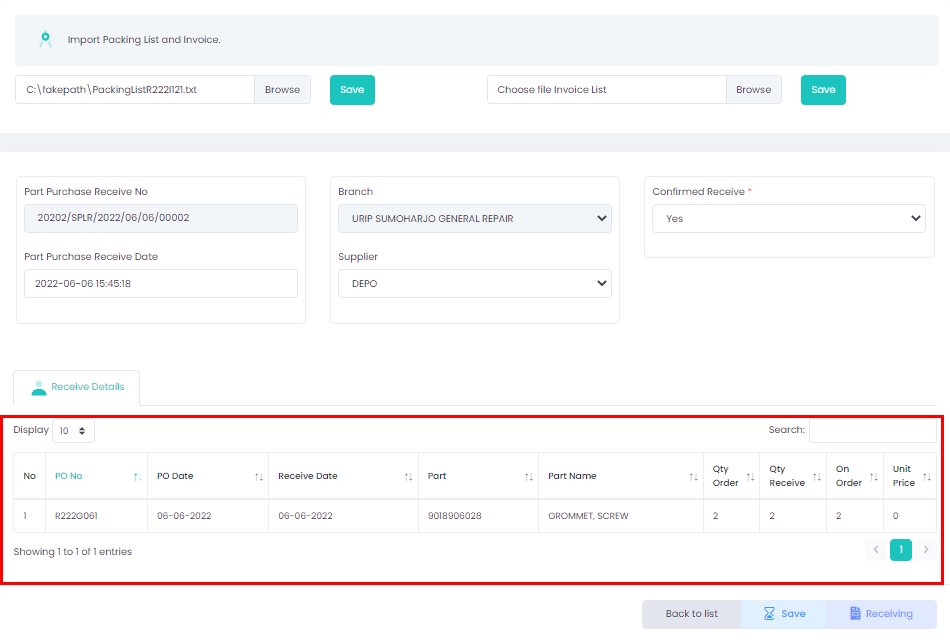 Import Packing List and Invoice.
C:\fakepath\PackingListR222I121.txt Browse Save Choose file Invoice List Browse Save
Part Purchase Receive No
20202/SPLR/2022/06/06/00002
Part Purchase Receive Date
2022-06-06 15:45:18
Branch
URIP SUMOHARJO GENERAL REPAIR
Supplier
DEPO
Confirmed Receive *
Yes
Receive Details
Display 10 Search:
No PO No PO Date Receive Date Part Part Name Qty Order Qty Receive On Order Unit Price
1 R222G061 06-06-2022 06-06-2022 9018906028 GROMMET, SCREW 2 2 2 0
Showing 1 to 1 of 1 entries < 1 >
Back to list Save Receiving